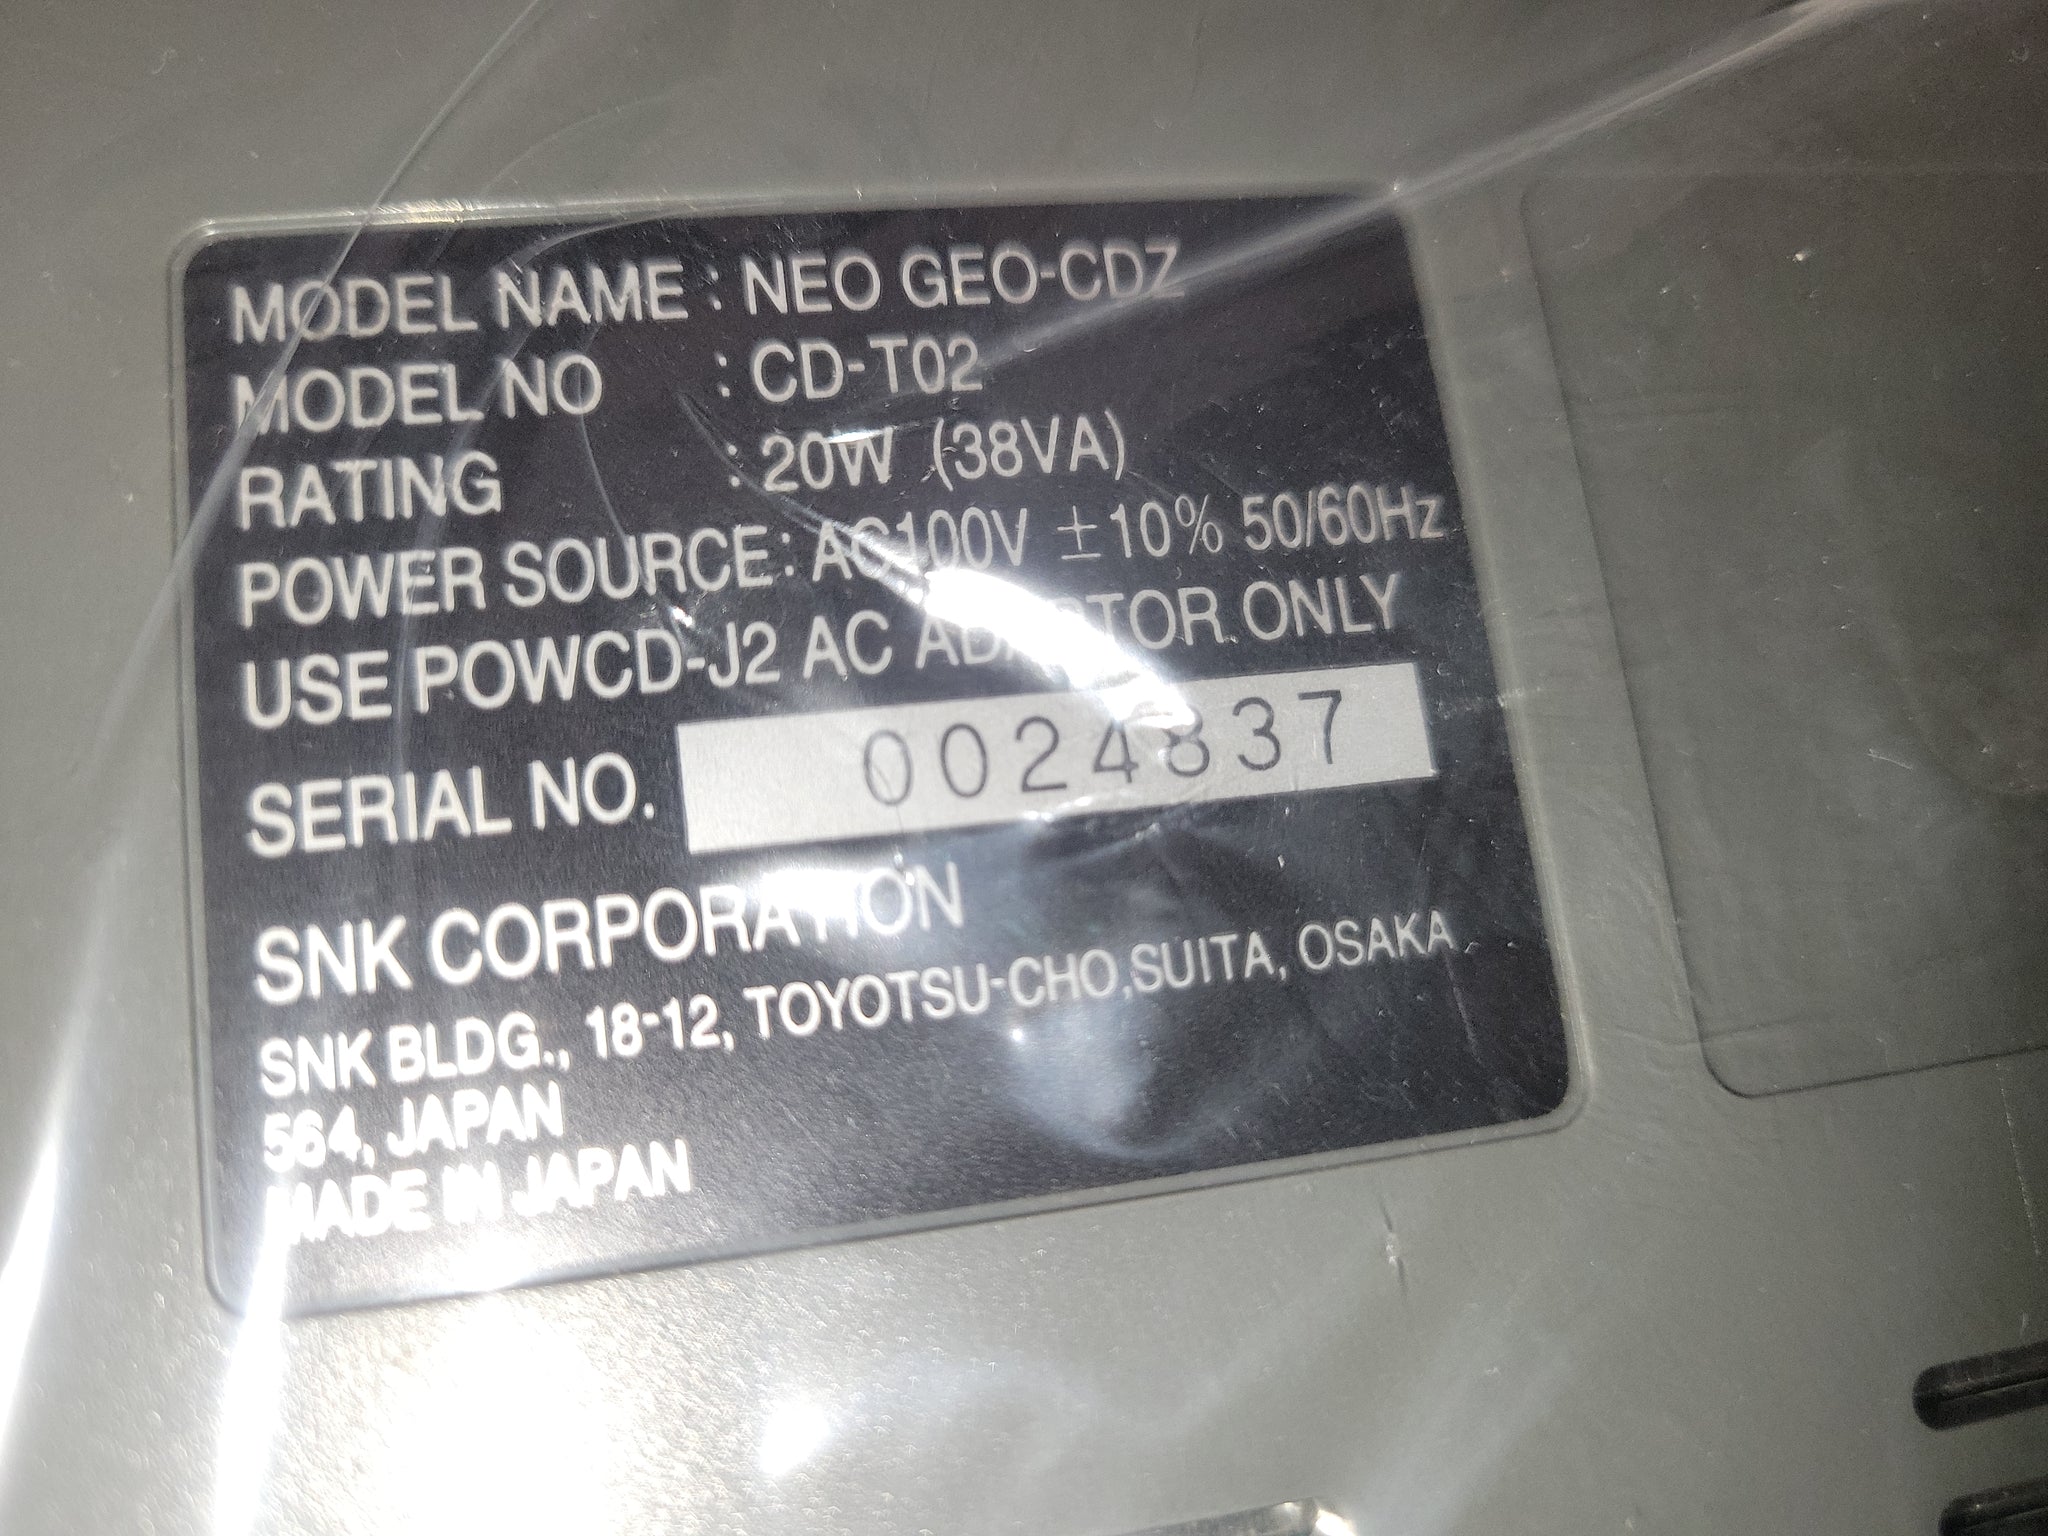 MODEL NAME : NEO GEO-CDZ
MODEL NO : CD-T02
RATING : 20W (38VA)
POWER SOURCE : AC100V ±10% 50/60Hz
USE POWCD-J2 AC ADAPTOR ONLY
SERIAL NO. 0024837
SNK CORPORATION
SNK BLDG., 18-12, TOYOTSU-CHO,SUITA, OSAKA
564, JAPAN
MADE IN JAPAN